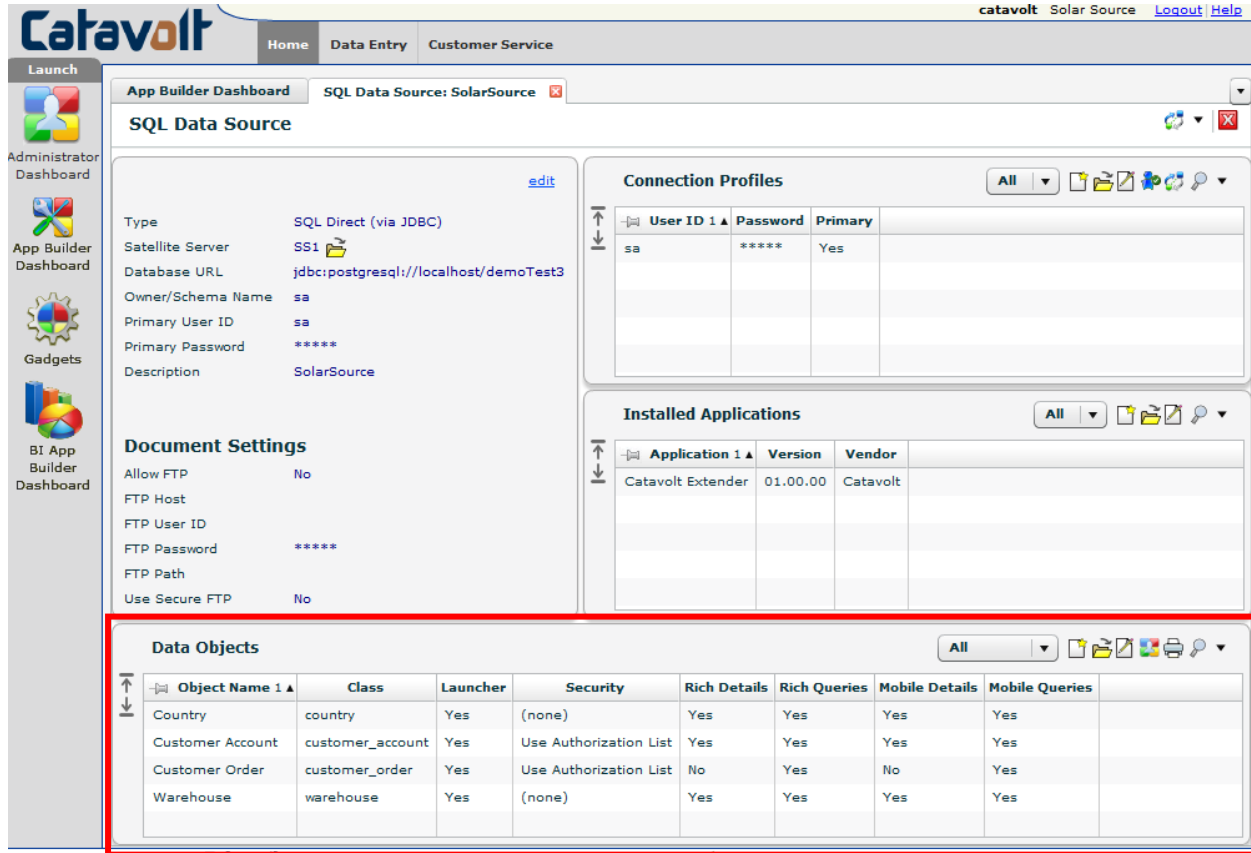 catavolt Solar Source Logout | Help
Catavolt
Home Data Entry Customer Service
Launch
Administrator
Dashboard
App Builder
Dashboard
Gadgets
BI App
Builder
Dashboard
App Builder Dashboard SQL Data Source: SolarSource
SQL Data Source
edit
Type SQL Direct (via JDBC)
Satellite Server SS1
Database URL jdbc:postgresql://localhost/demoTest3
Owner/Schema Name sa
Primary User ID sa
Primary Password *****
Description SolarSource
Document Settings
Allow FTP No
FTP Host
FTP User ID
FTP Password *****
FTP Path
Use Secure FTP No
Connection Profiles All
User ID 1 Password Primary
sa ***** Yes
Installed Applications All
Application 1 Version Vendor
Catavolt Extender 01.00.00 Catavolt
Data Objects All
Object Name 1 Class Launcher Security Rich Details Rich Queries Mobile Details Mobile Queries
Country country Yes (none) Yes Yes Yes Yes
Customer Account customer_account Yes Use Authorization List Yes Yes Yes Yes
Customer Order customer_order Yes Use Authorization List No Yes No Yes
Warehouse warehouse Yes (none) Yes Yes Yes Yes